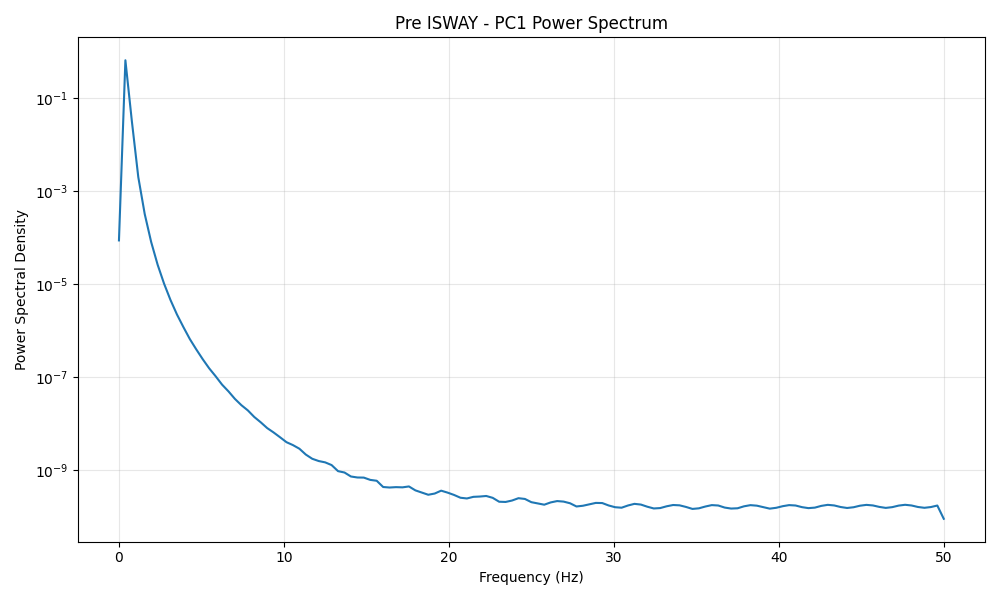 Pre ISWAY - PC1 Power Spectrum
Power Spectral Density
10⁻¹
10⁻³
10⁻⁵
10⁻⁷
10⁻⁹
0 10 20 30 40 50
Frequency (Hz)